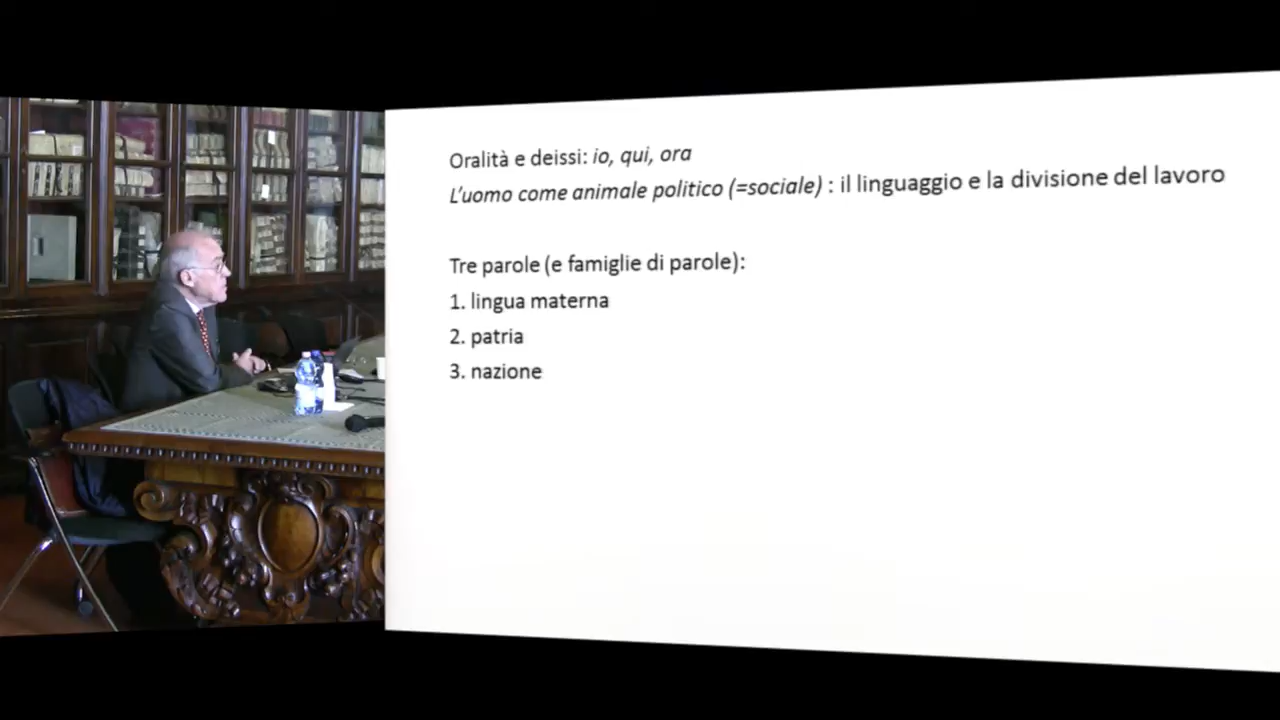 Oralità e deissi: io, qui, ora
L'uomo come animale politico (=sociale) : il linguaggio e la divisione del lavoro
Tre parole (e famiglie di parole):
1. lingua materna
2. patria
3. nazione